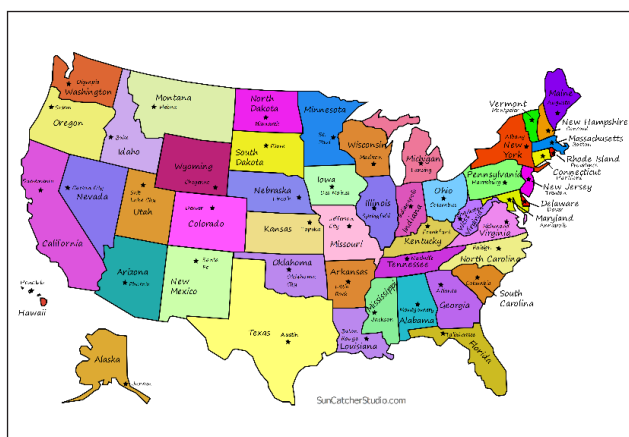 Olympia
Washington
Salem
Oregon
Montana
Helena
Boise
Idaho
Wyoming
Cheyenne
North
Dakota
Bismarck
Pierre
South
Dakota
Minnesota
St.
Paul
Wisconsin
Madison
Michigan
Lansing
Sacramento
California
Carson City
Nevada
Salt
Lake City
Utah
Denver
Colorado
Nebraska
Lincoln
Iowa
Des Moines
Kansas
Topeka
Jefferson
City
Missouri
Illinois
Springfield
Indianapolis
Indiana
Ohio
Columbus
Frankfort
Kentucky
Nashville
Tennessee
West
Virginia
Richmond
Virginia
Raleigh
North Carolina
Columbia
South
Carolina
Arizona
Phoenix
Santa
Fe
New
Mexico
Oklahoma
Oklahoma
City
Texas
Austin
Arkansas
Little
Rock
Baton
Rouge
Louisiana
Mississippi
Jackson
Montgomery
Alabama
Atlanta
Georgia
Tallahassee
Florida
Pennsylvania
Harrisburg
Albany
New
York
Vermont
Montpelier
Maine
Augusta
New Hampshire
Concord
Massachusetts
Boston
Rhode Island
Providence
Connecticut
Hartford
New Jersey
Trenton
Delaware
Dover
Maryland
Annapolis
Honolulu
Hawaii
Alaska
Juneau
SunCatcherStudio.com